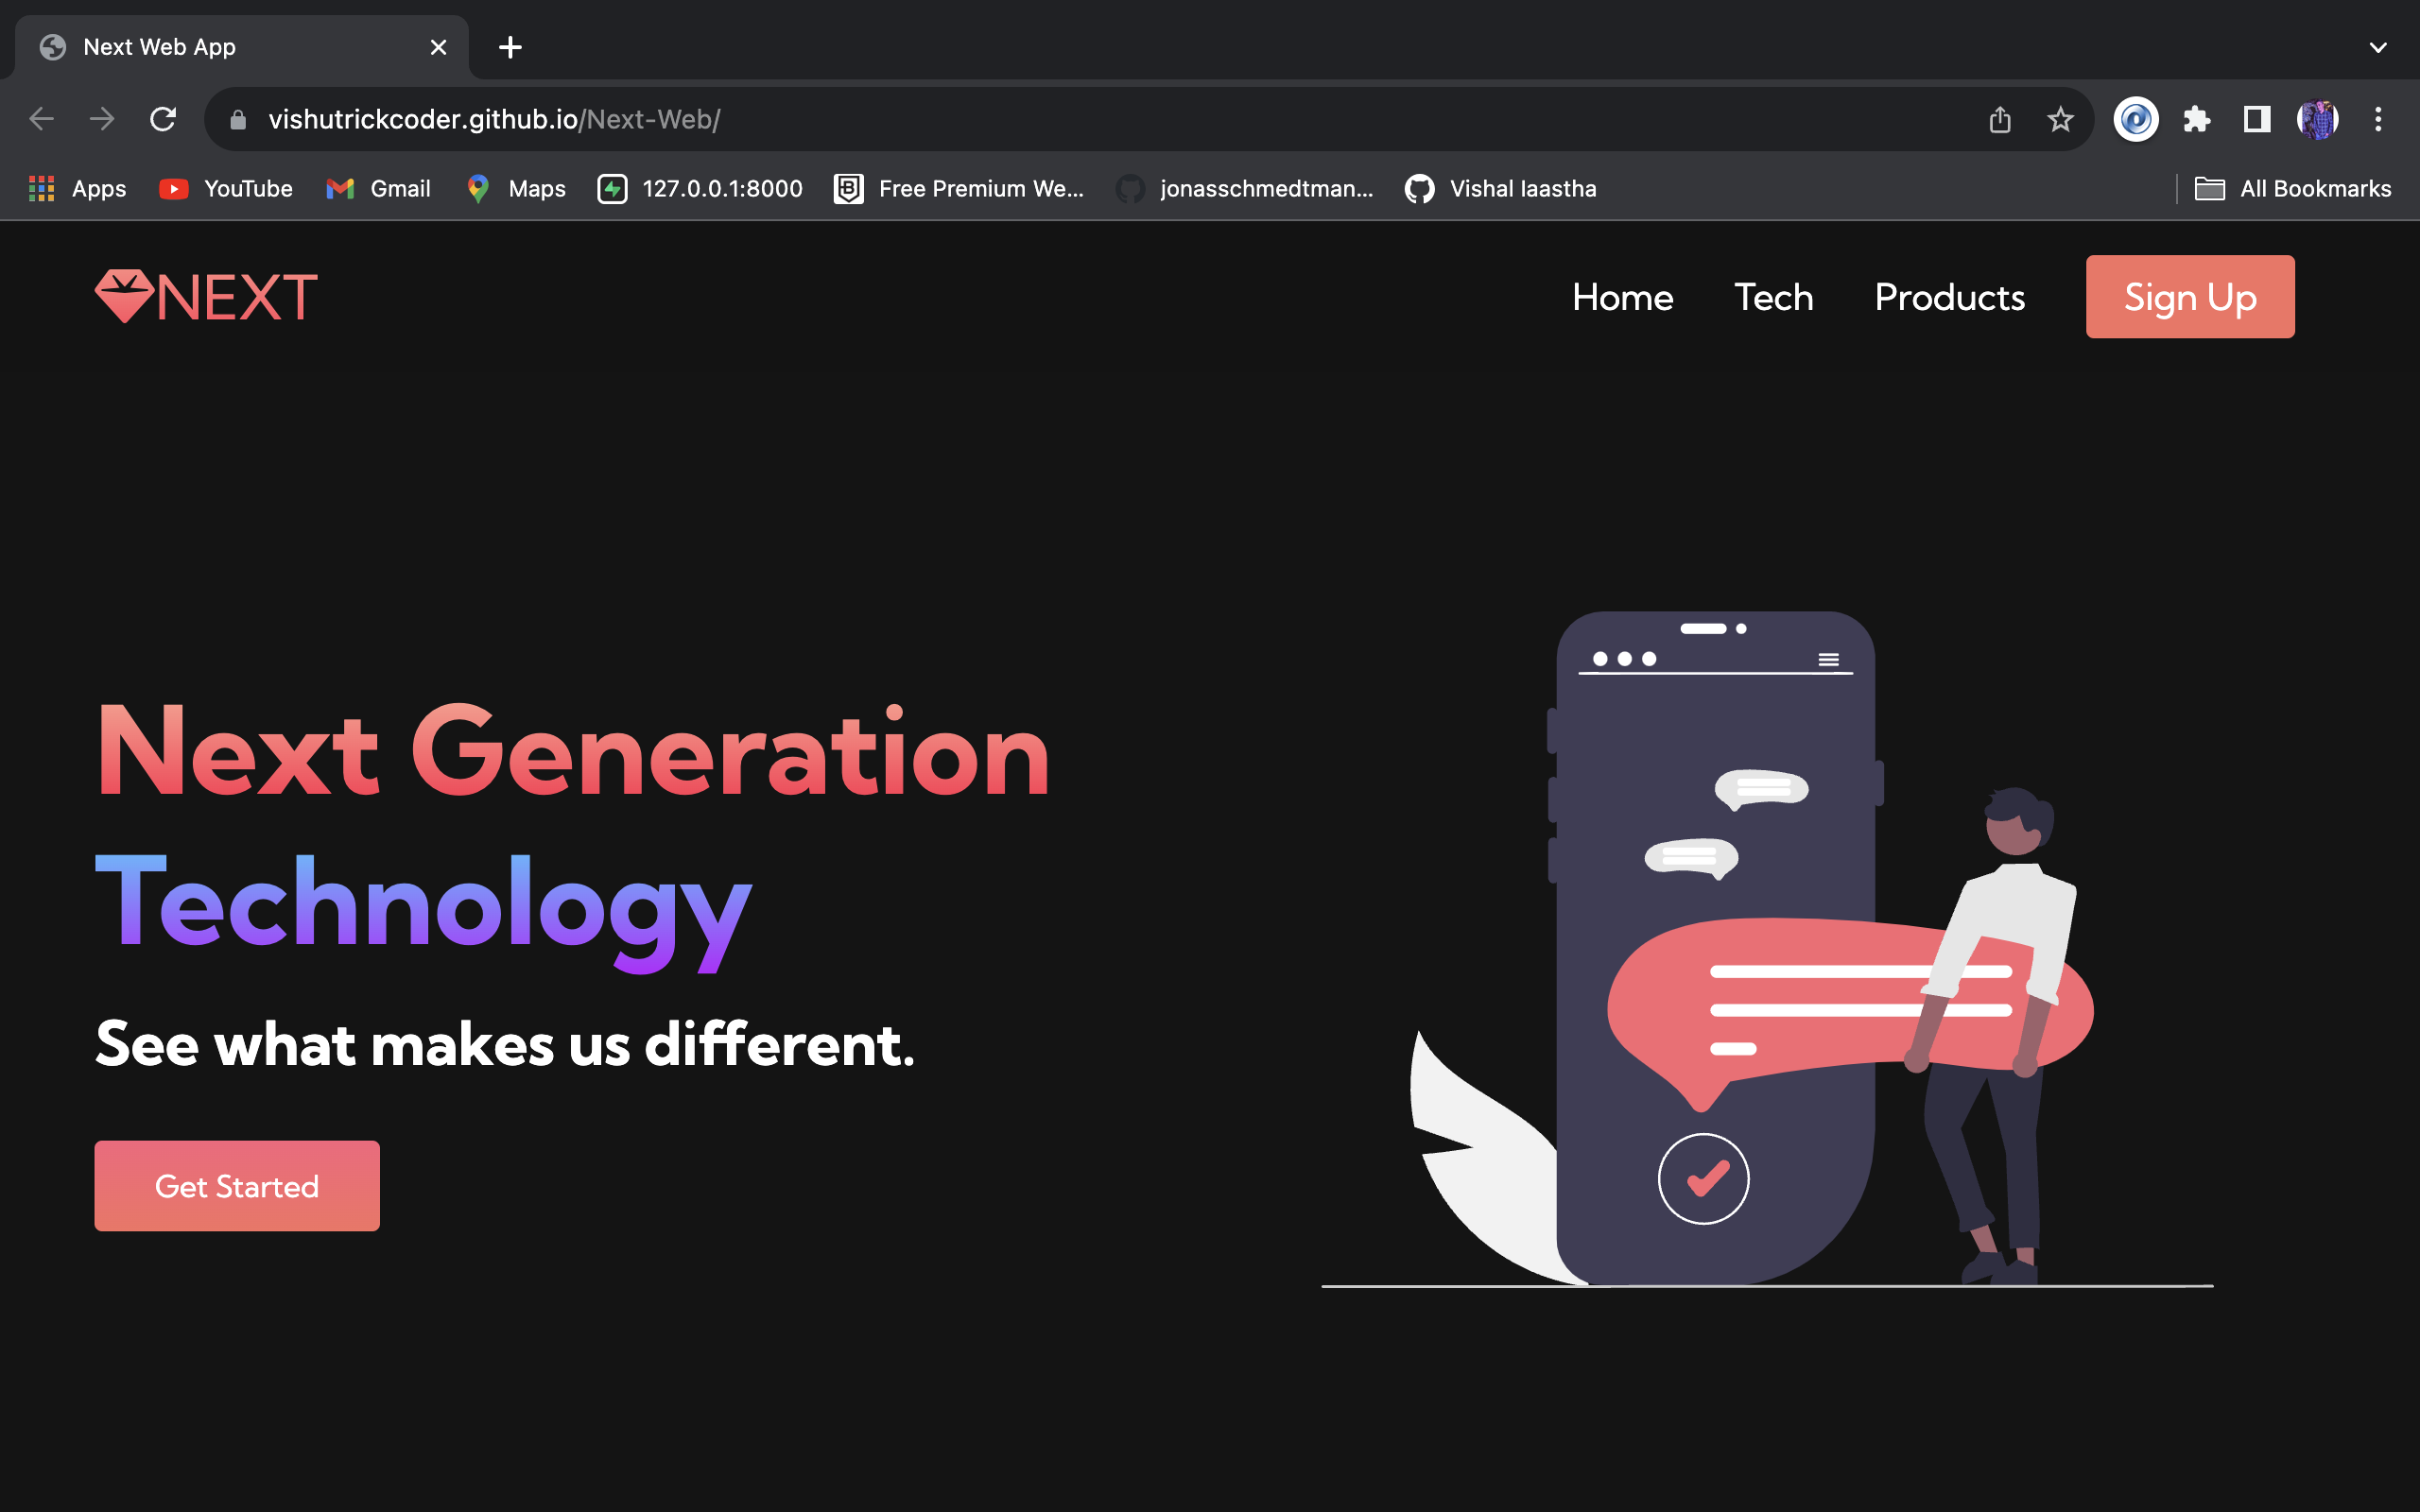 Next Web App
vishutrickcoder.github.io/Next-Web/
Apps YouTube Gmail Maps 127.0.0.1:8000 Free Premium We... jonasschmedtman... Vishal Iaastha All Bookmarks
NEXT Home Tech Products Sign Up
Next Generation
Technology
See what makes us different.
Get Started